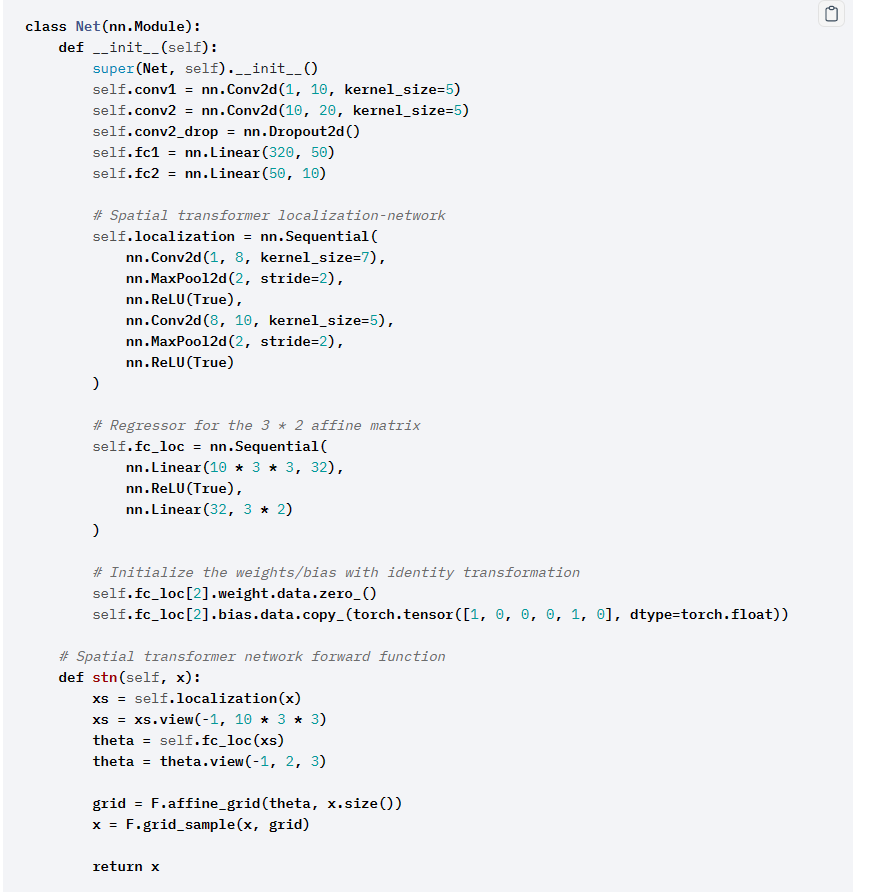 class Net(nn.Module):
    def __init__(self):
        super(Net, self).__init__()
        self.conv1 = nn.Conv2d(1, 10, kernel_size=5)
        self.conv2 = nn.Conv2d(10, 20, kernel_size=5)
        self.conv2_drop = nn.Dropout2d()
        self.fc1 = nn.Linear(320, 50)
        self.fc2 = nn.Linear(50, 10)

        # Spatial transformer localization-network
        self.localization = nn.Sequential(
            nn.Conv2d(1, 8, kernel_size=7),
            nn.MaxPool2d(2, stride=2),
            nn.ReLU(True),
            nn.Conv2d(8, 10, kernel_size=5),
            nn.MaxPool2d(2, stride=2),
            nn.ReLU(True)
        )

        # Regressor for the 3 * 2 affine matrix
        self.fc_loc = nn.Sequential(
            nn.Linear(10 * 3 * 3, 32),
            nn.ReLU(True),
            nn.Linear(32, 3 * 2)
        )

        # Initialize the weights/bias with identity transformation
        self.fc_loc[2].weight.data.zero_()
        self.fc_loc[2].bias.data.copy_(torch.tensor([1, 0, 0, 0, 1, 0], dtype=torch.float))

    # Spatial transformer network forward function
    def stn(self, x):
        xs = self.localization(x)
        xs = xs.view(-1, 10 * 3 * 3)
        theta = self.fc_loc(xs)
        theta = theta.view(-1, 2, 3)

        grid = F.affine_grid(theta, x.size())
        x = F.grid_sample(x, grid)

        return x